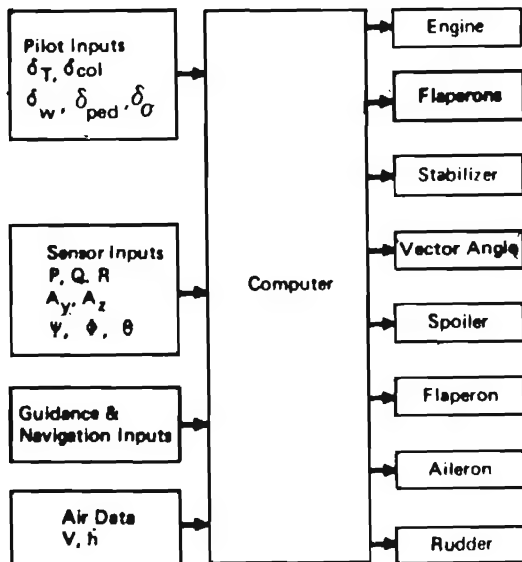 Pilot Inputs
δT, δcol
δw, δped, δσ
Sensor Inputs
P, Q, R
Ay, Az
Ψ, Φ, θ
Guidance &
Navigation Inputs
Air Data
V, h
Computer
Engine
Flaperons
Stabilizer
Vector Angle
Spoiler
Flaperon
Aileron
Rudder